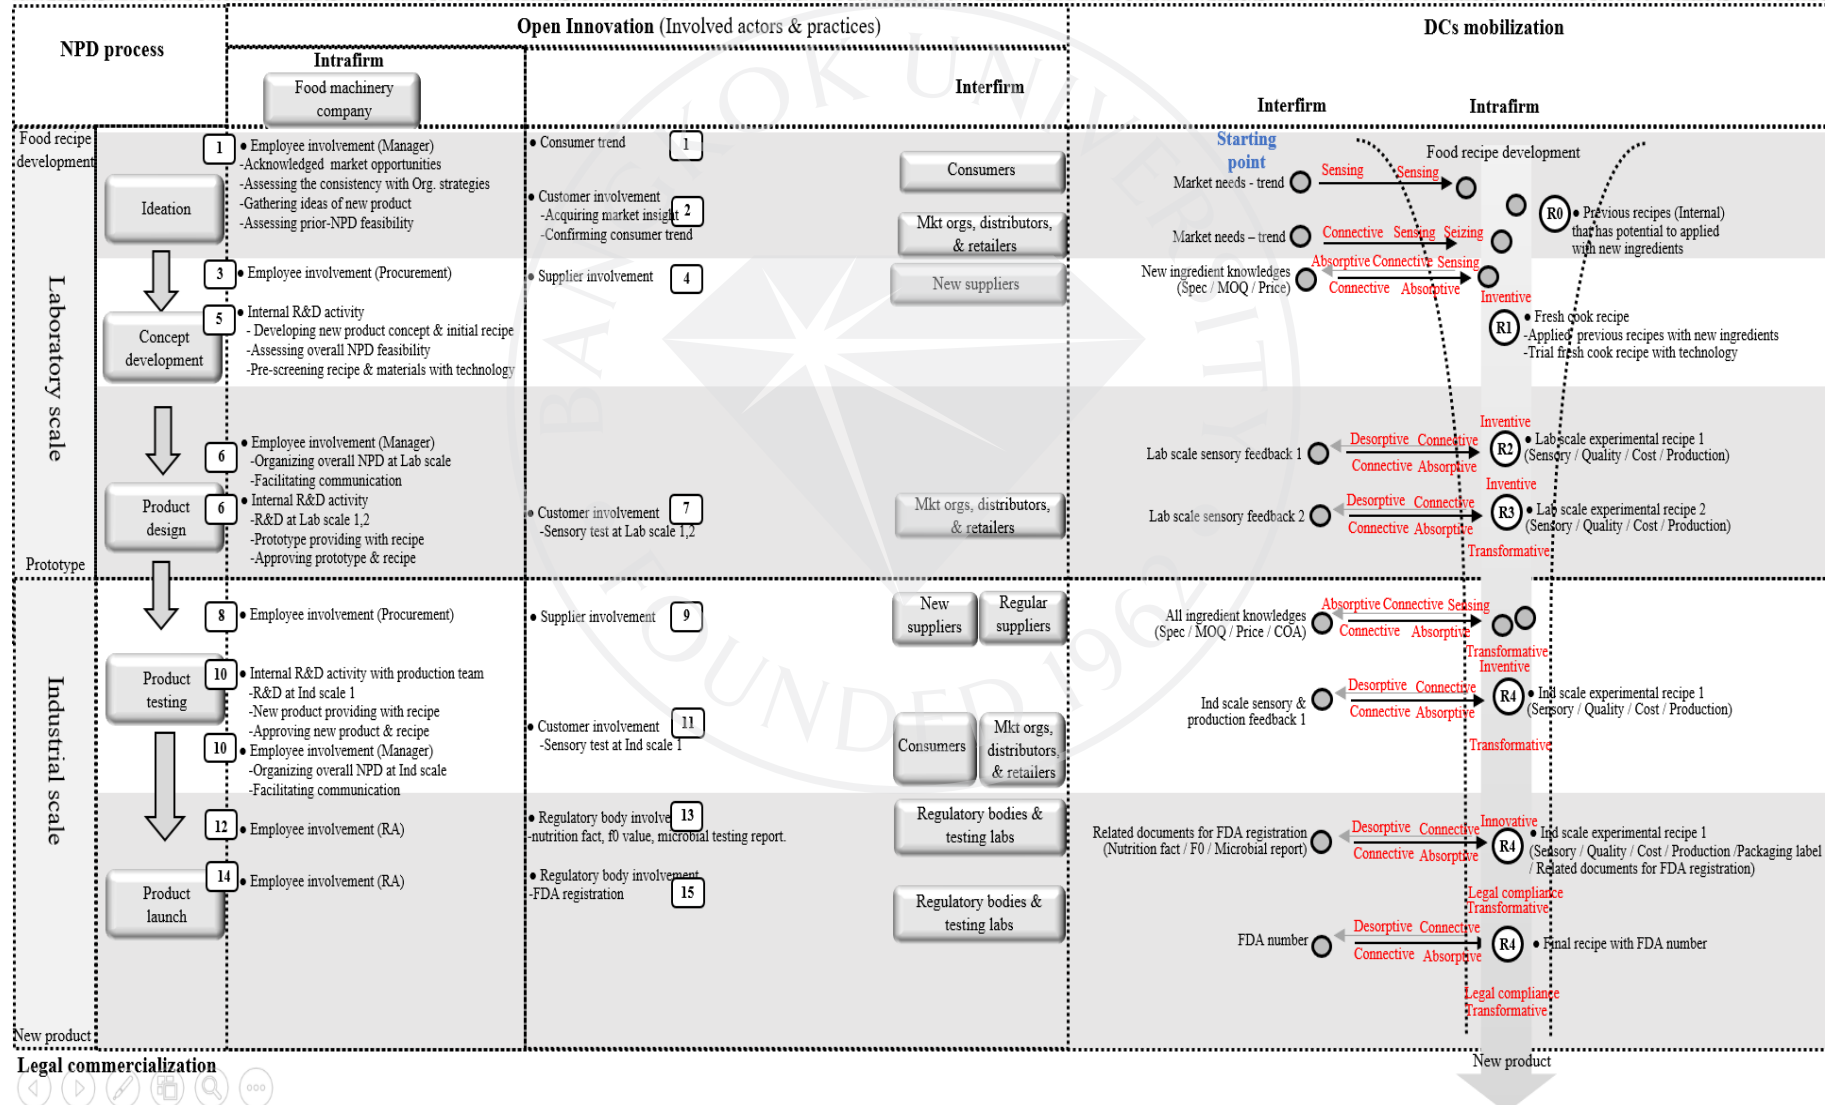 NPD process
Open Innovation (Involved actors & practices)
DCs mobilization
Intrafirm
Food machinery
company
Interfirm
Interfirm
Intrafirm
Food recipe
development
Laboratory scale
Prototype
Industrial scale
New product
Legal commercialization
Ideation
Concept
development
Product
design
Product
testing
Product
launch
1
● Employee involvement (Manager)
-Acknowledged market opportunities
-Assessing the consistency with Org. strategies
-Gathering ideas of new product
-Assessing prior-NPD feasibility
3
● Employee involvement (Procurement)
5
● Internal R&D activity
- Developing new product concept & initial recipe
-Assessing overall NPD feasibility
-Pre-screening recipe & materials with technology
6
● Employee involvement (Manager)
-Organizing overall NPD at Lab scale
-Facilitating communication
6
● Internal R&D activity
-R&D at Lab scale 1,2
-Prototype providing with recipe
-Approving prototype & recipe
8
● Employee involvement (Procurement)
10
● Internal R&D activity with production team
-R&D at Ind scale 1
-New product providing with recipe
-Approving new product & recipe
10
● Employee involvement (Manager)
-Organizing overall NPD at Ind scale
-Facilitating communication
12
● Employee involvement (RA)
14
● Employee involvement (RA)
● Consumer trend
1
● Customer involvement
-Acquiring market insight
-Confirming consumer trend
2
● Supplier involvement
4
● Customer involvement
-Sensory test at Lab scale 1,2
7
● Supplier involvement
9
● Customer involvement
-Sensory test at Ind scale 1
11
● Regulatory body involve
-nutrition fact, f0 value, microbial testing report.
13
● Regulatory body involvement
-FDA registration
15
Consumers
Mkt orgs, distributors,
& retailers
New suppliers
Mkt orgs, distributors,
& retailers
New
suppliers
Regular
suppliers
Consumers
Mkt orgs,
distributors,
& retailers
Regulatory bodies &
testing labs
Regulatory bodies &
testing labs
Starting
point
Food recipe development
Market needs - trend
Sensing Sensing
R0
● Previous recipes (Internal)
that has potential to applied
with new ingredients
Market needs – trend
Connective Sensing Seizing
New ingredient knowledges
(Spec / MOQ / Price)
Absorptive Connective Sensing
Connective Absorptive
Inventive
R1
● Fresh cook recipe
-Applied previous recipes with new ingredients
-Trial fresh cook recipe with technology
Inventive
Lab scale sensory feedback 1
Desorptive Connective
Connective Absorptive
R2
● Lab scale experimental recipe 1
(Sensory / Quality / Cost / Production)
Inventive
Lab scale sensory feedback 2
Desorptive Connective
Connective Absorptive
R3
● Lab scale experimental recipe 2
(Sensory / Quality / Cost / Production)
Transformative
All ingredient knowledges
(Spec / MOQ / Price / COA)
Absorptive Connective Sensing
Connective Absorptive
Transformative
Inventive
Ind scale sensory &
production feedback 1
Desorptive Connective
Connective Absorptive
R4
● Ind scale experimental recipe 1
(Sensory / Quality / Cost / Production)
Transformative
Innovative
Related documents for FDA registration
(Nutrition fact / F0 / Microbial report)
Desorptive Connective
Connective Absorptive
R4
● Ind scale experimental recipe 1
(Sensory / Quality / Cost / Production /Packaging label
/ Related documents for FDA registration)
Legal compliance
Transformative
FDA number
Desorptive Connective
Connective Absorptive
R4
● Final recipe with FDA number
Legal compliance
Transformative
New product
BANGKOK UNIVERSITY
FOUNDED 1962